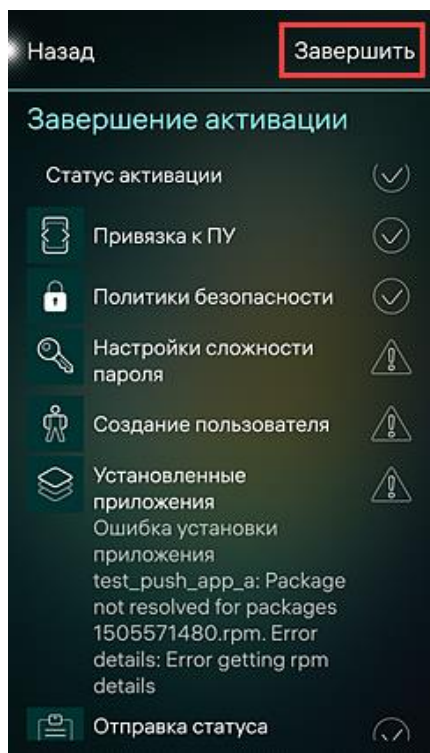 Назад
Завершить
Завершение активации
Статус активации
Привязка к ПУ
Политики безопасности
Настройки сложности
пароля
Создание пользователя
Установленные
приложения
Ошибка установки
приложения
test_push_app_a: Package
not resolved for packages
1505571480.rpm. Error
details: Error getting rpm
details
Отправка статуса